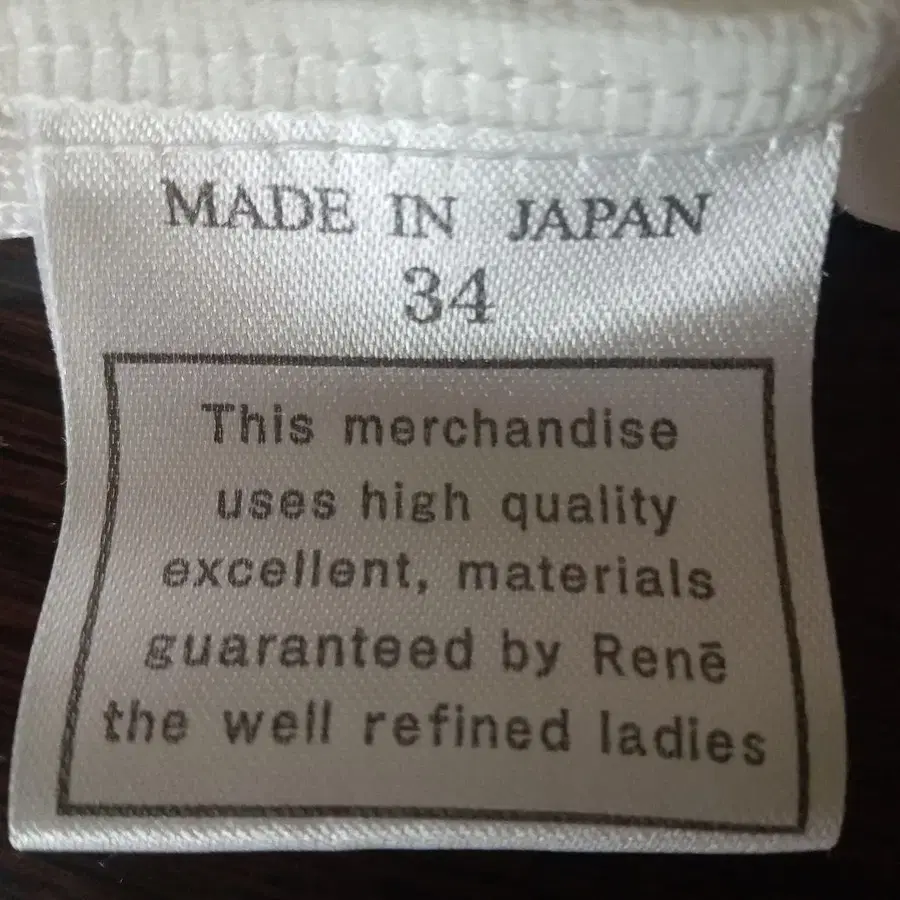 MADE IN JAPAN
34
This merchandise
uses high quality
excellent, materials
guaranteed by Renē
the well refined ladies